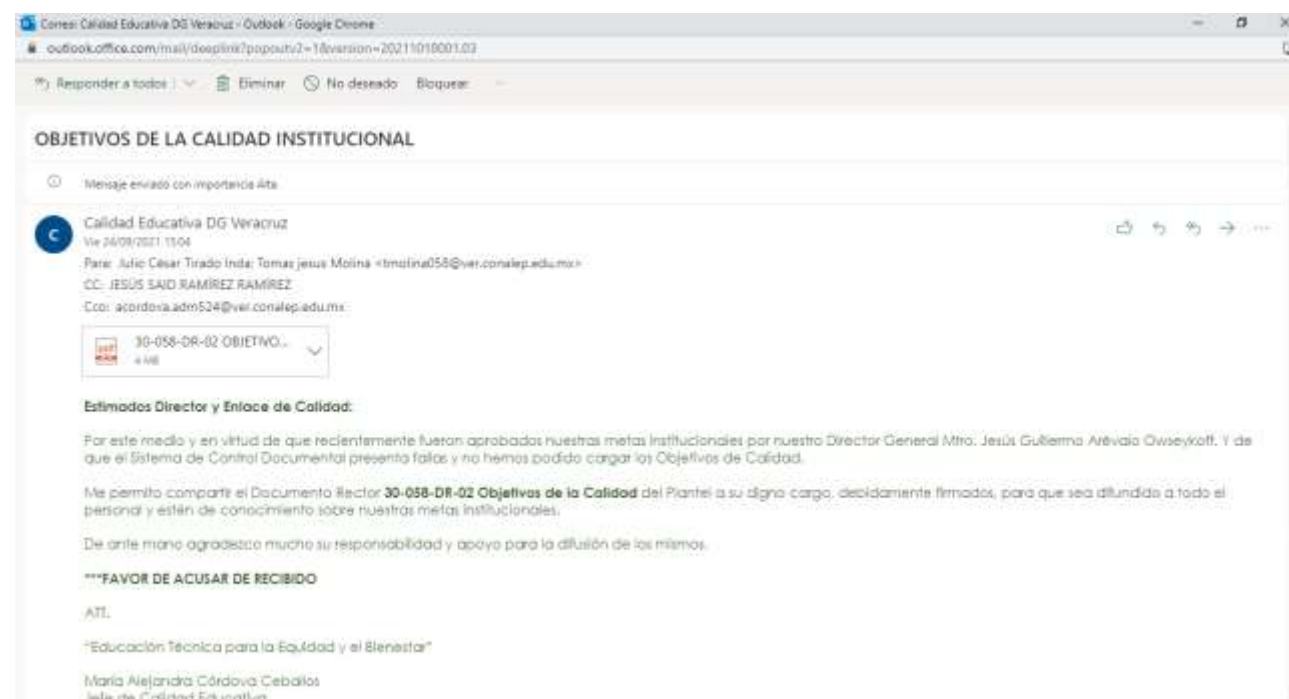 Correo: Calidad Educativa DG Veracruz - Outlook - Google Chrome
outlook.office.com/mail/deeplink?popoutv2=1&version=20211018001.03
Responder a todos Eliminar No deseado Bloquear ...
OBJETIVOS DE LA CALIDAD INSTITUCIONAL
Mensaje enviado con importancia Alta
C
Calidad Educativa DG Veracruz
Vie 24/09/2021 15:04
Para: Julio César Tirado Inda; Tomas jesus Molina <tmolina058@ver.conalep.edu.mx>
CC: JESÚS SAID RAMÍREZ RAMÍREZ
Cco: acordova.adm524@ver.conalep.edu.mx
30-058-DR-02 OBJETIVO...
4 MB
Estimados Director y Enlace de Calidad:
Por este medio y en virtud de que recientemente fueron aprobados nuestras metas institucionales por nuestro Director General Mtro. Jesús Guillermo Arévalo Owseykoff. Y de
que el Sistema de Control Documental presenta fallas y no hemos podido cargar los Objetivos de Calidad.
Me permito compartir el Documento Rector 30-058-DR-02 Objetivos de la Calidad del Plantel a su digno cargo, debidamente firmados, para que sea difundido a todo el
personal y estén de conocimiento sobre nuestras metas institucionales.
De ante mano agradezco mucho su responsabilidad y apoyo para la difusión de los mismos.
***FAVOR DE ACUSAR DE RECIBIDO
ATT.
"Educación Técnica para la Equidad y el Bienestar"
María Alejandra Córdova Ceballos
Jefe de Calidad Educativa